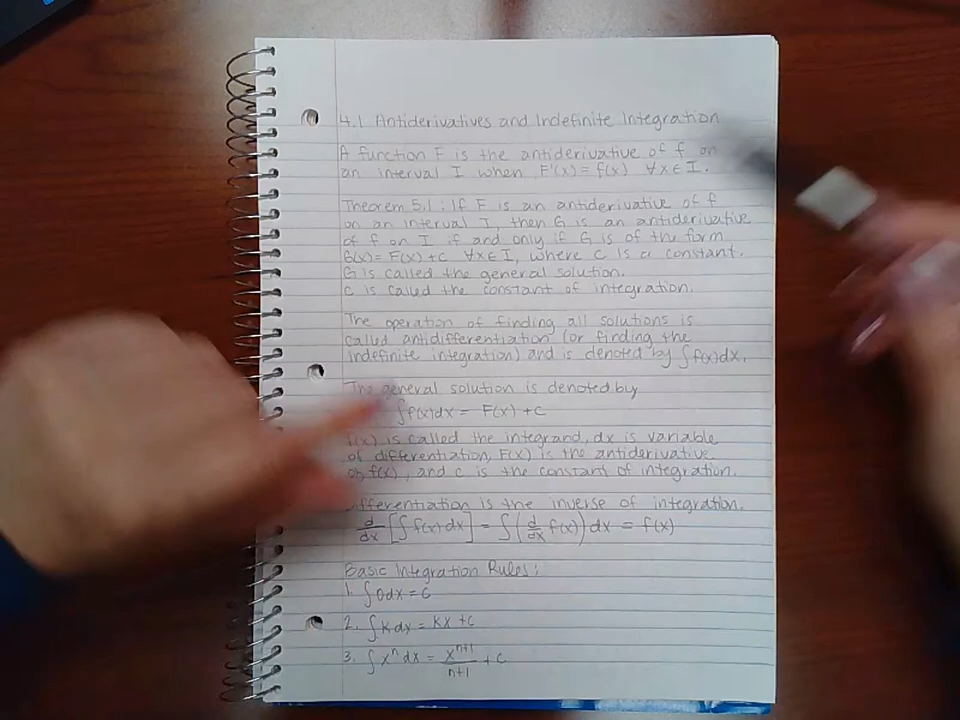 4.1 Antiderivatives and Indefinite Integration
A function F is the antiderivative of f on
an interval I when F'(x) = f(x) ∀x∈I.
Theorem 5.1: If F is an antiderivative of f
on an interval I, then G is an antiderivative
of f on I if and only if G is of the form
G(x) = F(x) + C ∀x∈I, where C is a constant.
G is called the general solution.
C is called the constant of integration.
The operation of finding all solutions is
called antidifferentiation (or finding the
indefinite integration) and is denoted by ∫f(x)dx.
The general solution is denoted by
∫f(x)dx = F(x) + C
f(x) is called the integrand, dx is variable
of differentiation, F(x) is the antiderivative
of f(x), and C is the constant of integration.
Differentiation is the inverse of integration.
d/dx [∫f(x)dx] = ∫(d/dx f(x)) dx = f(x)
Basic Integration Rules:
1. ∫0dx = C
2. ∫k dx = kx + C
3. ∫x^n dx = x^(n+1)/(n+1) + C